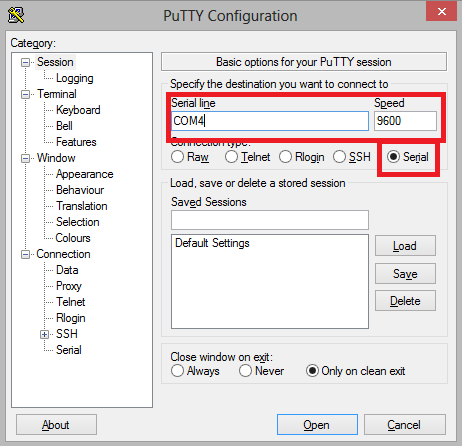 PuTTY Configuration
Category:
Session
Logging
Terminal
Keyboard
Bell
Features
Window
Appearance
Behaviour
Translation
Selection
Colours
Connection
Data
Proxy
Telnet
Rlogin
SSH
Serial
Basic options for your PuTTY session
Specify the destination you want to connect to
Serial line Speed
COM4 9600
Connection type:
Raw Telnet Rlogin SSH Serial
Load, save or delete a stored session
Saved Sessions
Default Settings
Load
Save
Delete
Close window on exit:
Always Never Only on clean exit
About Open Cancel